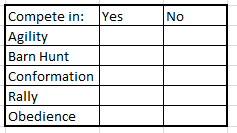 Compete in: Yes No
Agility
Barn Hunt
Conformation
Rally
Obedience